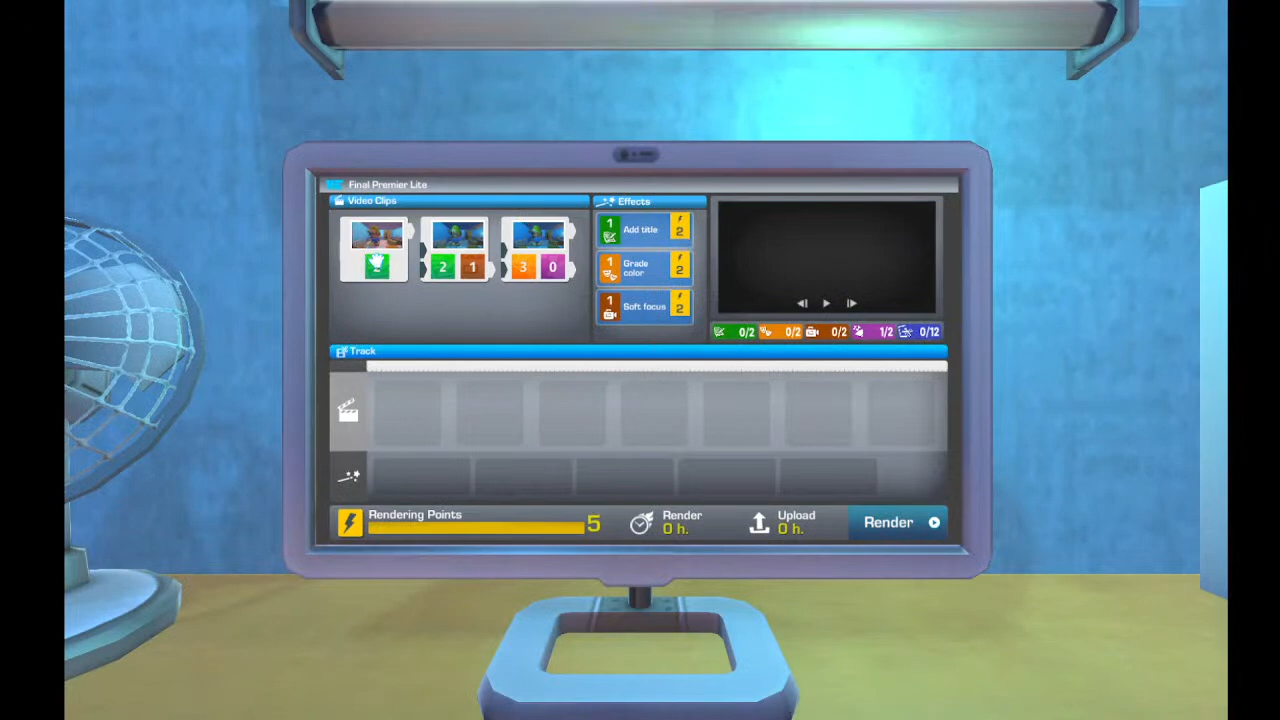 Final Premier Lite
Video Clips
Effects
2
2 1
3 0
1 Add title 2
1 Grade color 2
1 Soft focus 2
0/2 0/2 0/2 1/2 0/12
Track
Rendering Points 5
Render
0 h.
Upload
0 h.
Render